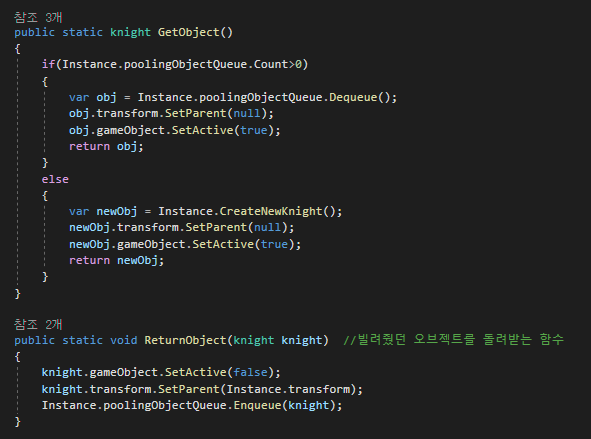 참조 3개
public static knight GetObject()
{
    if(Instance.poolingObjectQueue.Count>0)
    {
        var obj = Instance.poolingObjectQueue.Dequeue();
        obj.transform.SetParent(null);
        obj.gameObject.SetActive(true);
        return obj;
    }
    else
    {
        var newObj = Instance.CreateNewKnight();
        newObj.transform.SetParent(null);
        newObj.gameObject.SetActive(true);
        return newObj;
    }
}
참조 2개
public static void ReturnObject(knight knight)  //빌려줬던 오브젝트를 돌려받는 함수
{
    knight.gameObject.SetActive(false);
    knight.transform.SetParent(Instance.transform);
    Instance.poolingObjectQueue.Enqueue(knight);
}